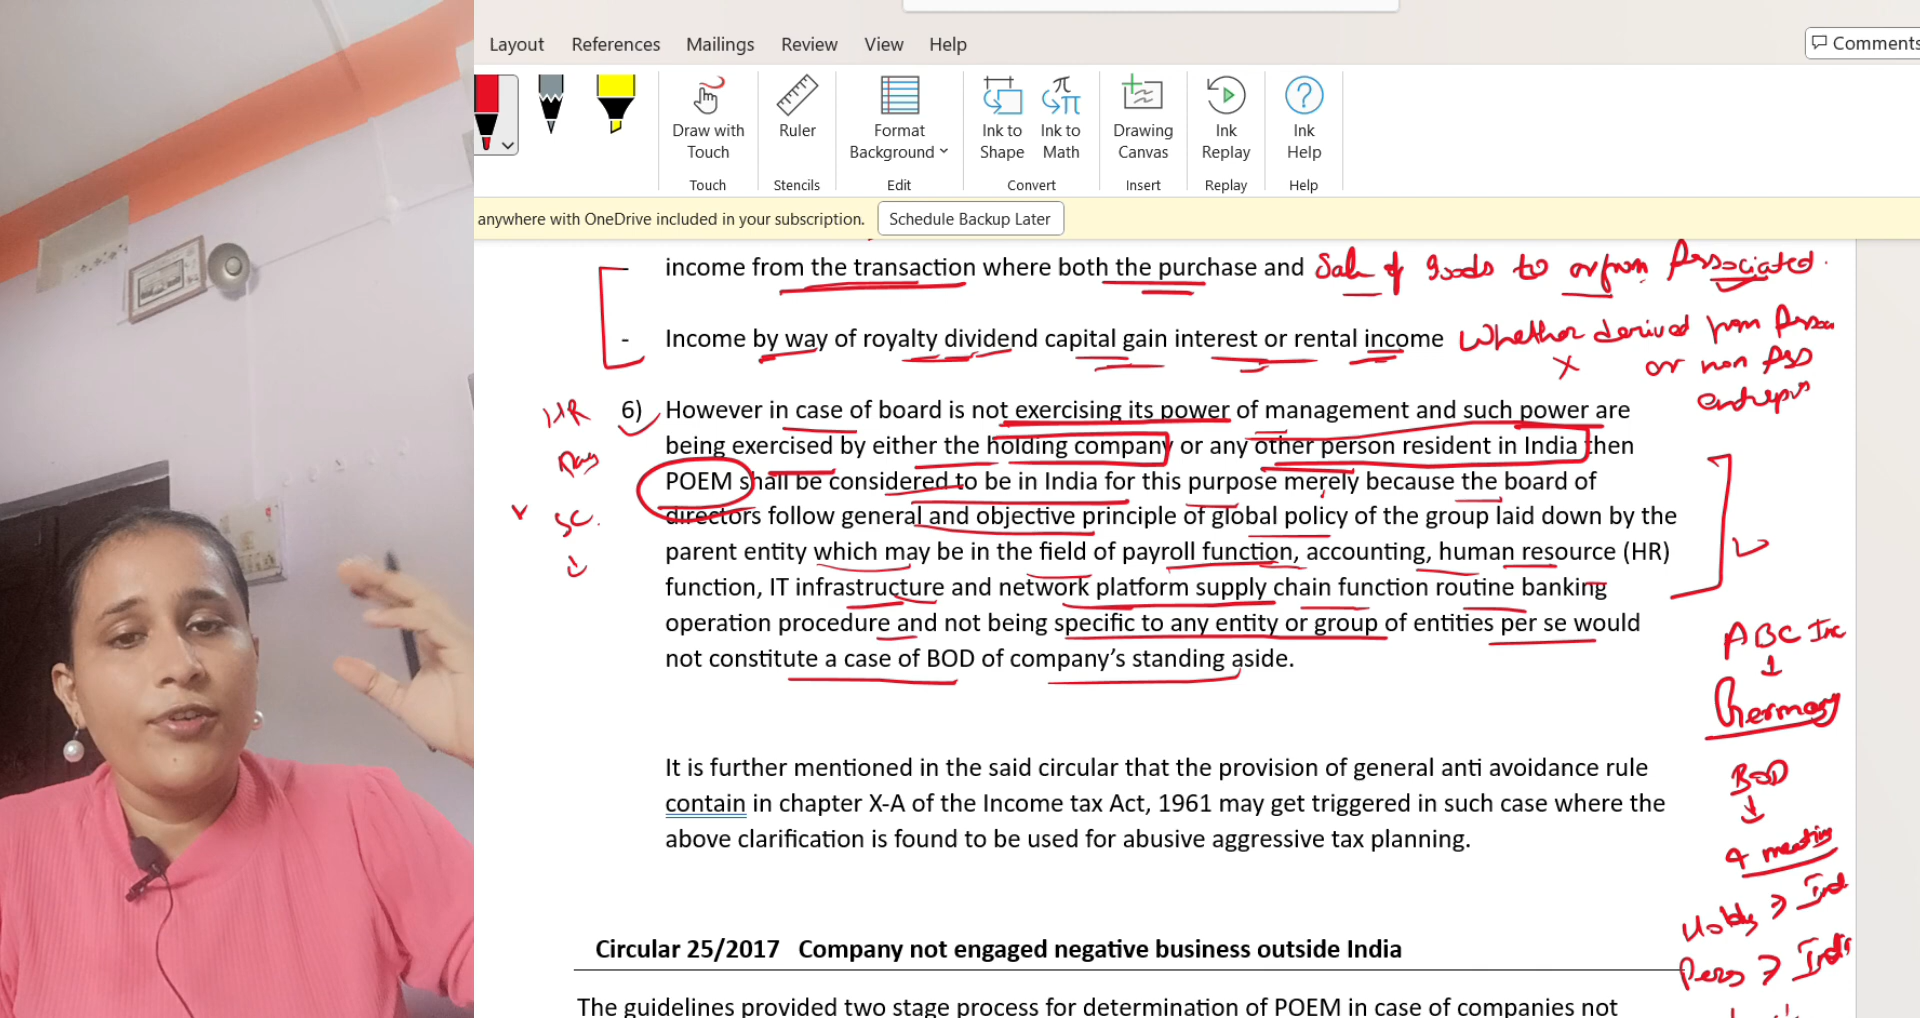 Layout References Mailings Review View Help
Comments
Draw with Touch
Ruler
Format Background
Ink to Shape
Ink to Math
Drawing Canvas
Ink Replay
Ink Help
Touch Stencils Edit Convert Insert Replay Help
anywhere with OneDrive included in your subscription. Schedule Backup Later
- income from the transaction where both the purchase and Sale of goods to or from Associated.
- Income by way of royalty dividend capital gain interest or rental income Whether derived from
or non
HR
6) However in case of board is not exercising its power of management and such power are
being exercised by either the holding company or any other person resident in India then
POEM shall be considered to be in India for this purpose merely because the board of
SC.
directors follow general and objective principle of global policy of the group laid down by the
parent entity which may be in the field of payroll function, accounting, human resource (HR)
function, IT infrastructure and network platform supply chain function routine banking
operation procedure and not being specific to any entity or group of entities per se would
not constitute a case of BOD of company's standing aside.
ABC Inc
Germany
BOD
4 meeting
It is further mentioned in the said circular that the provision of general anti avoidance rule
contain in chapter X-A of the Income tax Act, 1961 may get triggered in such case where the
above clarification is found to be used for abusive aggressive tax planning.
Circular 25/2017 Company not engaged negative business outside India
The guidelines provided two stage process for determination of POEM in case of companies not